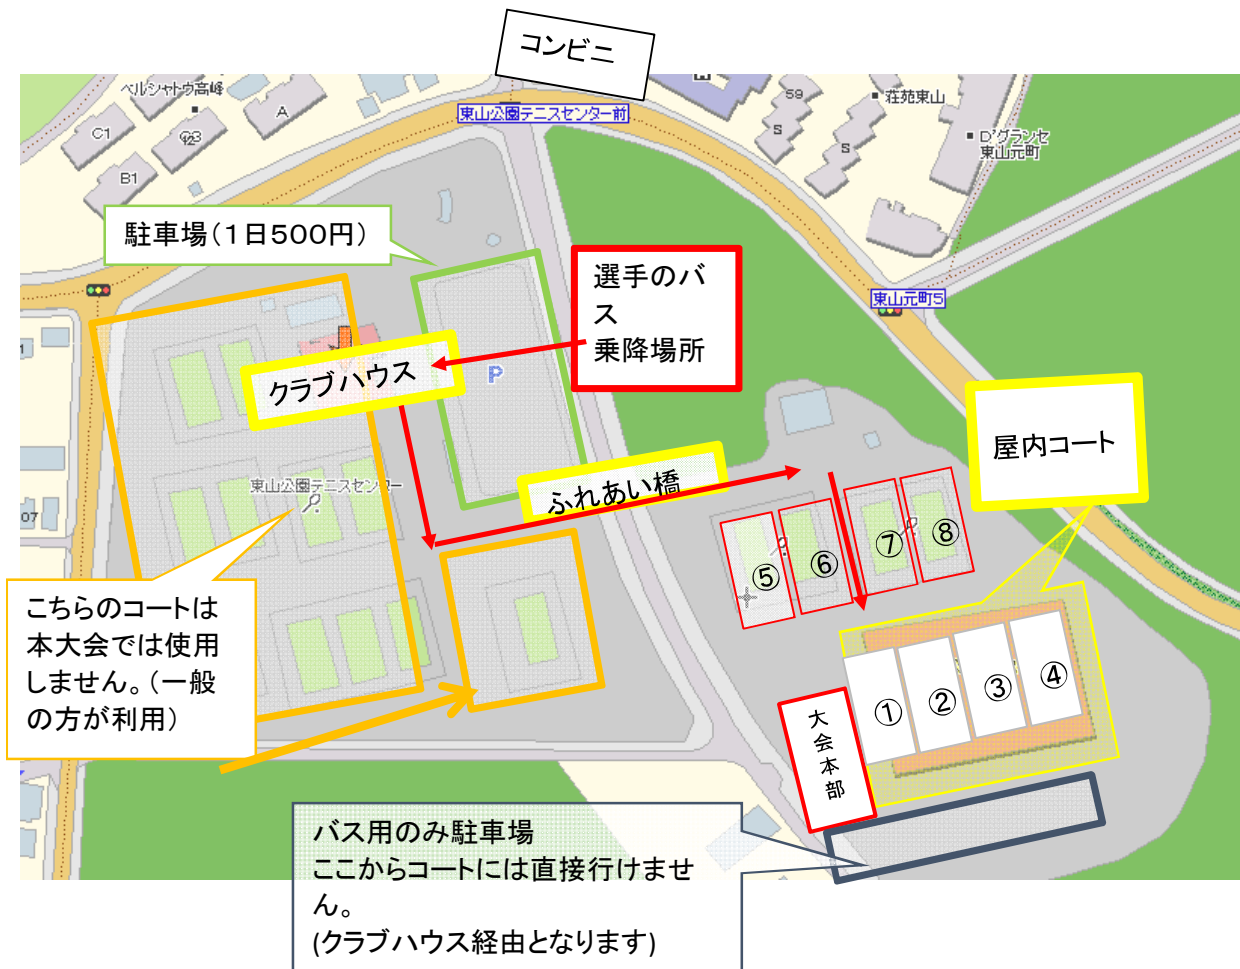 コンビニ
ベルシャトウ高峰
A
C1
B1
東山公園テニスセンター前
59
S
S
荘苑東山
D'グランセ
東山元町
駐車場（１日５００円）
選手のバ
ス
乗降場所
東山元町5
クラブハウス
P
屋内コート
ふれあい橋
東山公園テニスセンター
07
⑤
⑥
⑦
⑧
こちらのコートは
本大会では使用
しません。（一般
の方が利用）
①
②
③
④
大会本部
バス用のみ駐車場
ここからコートには直接行けませ
ん。
(クラブハウス経由となります)